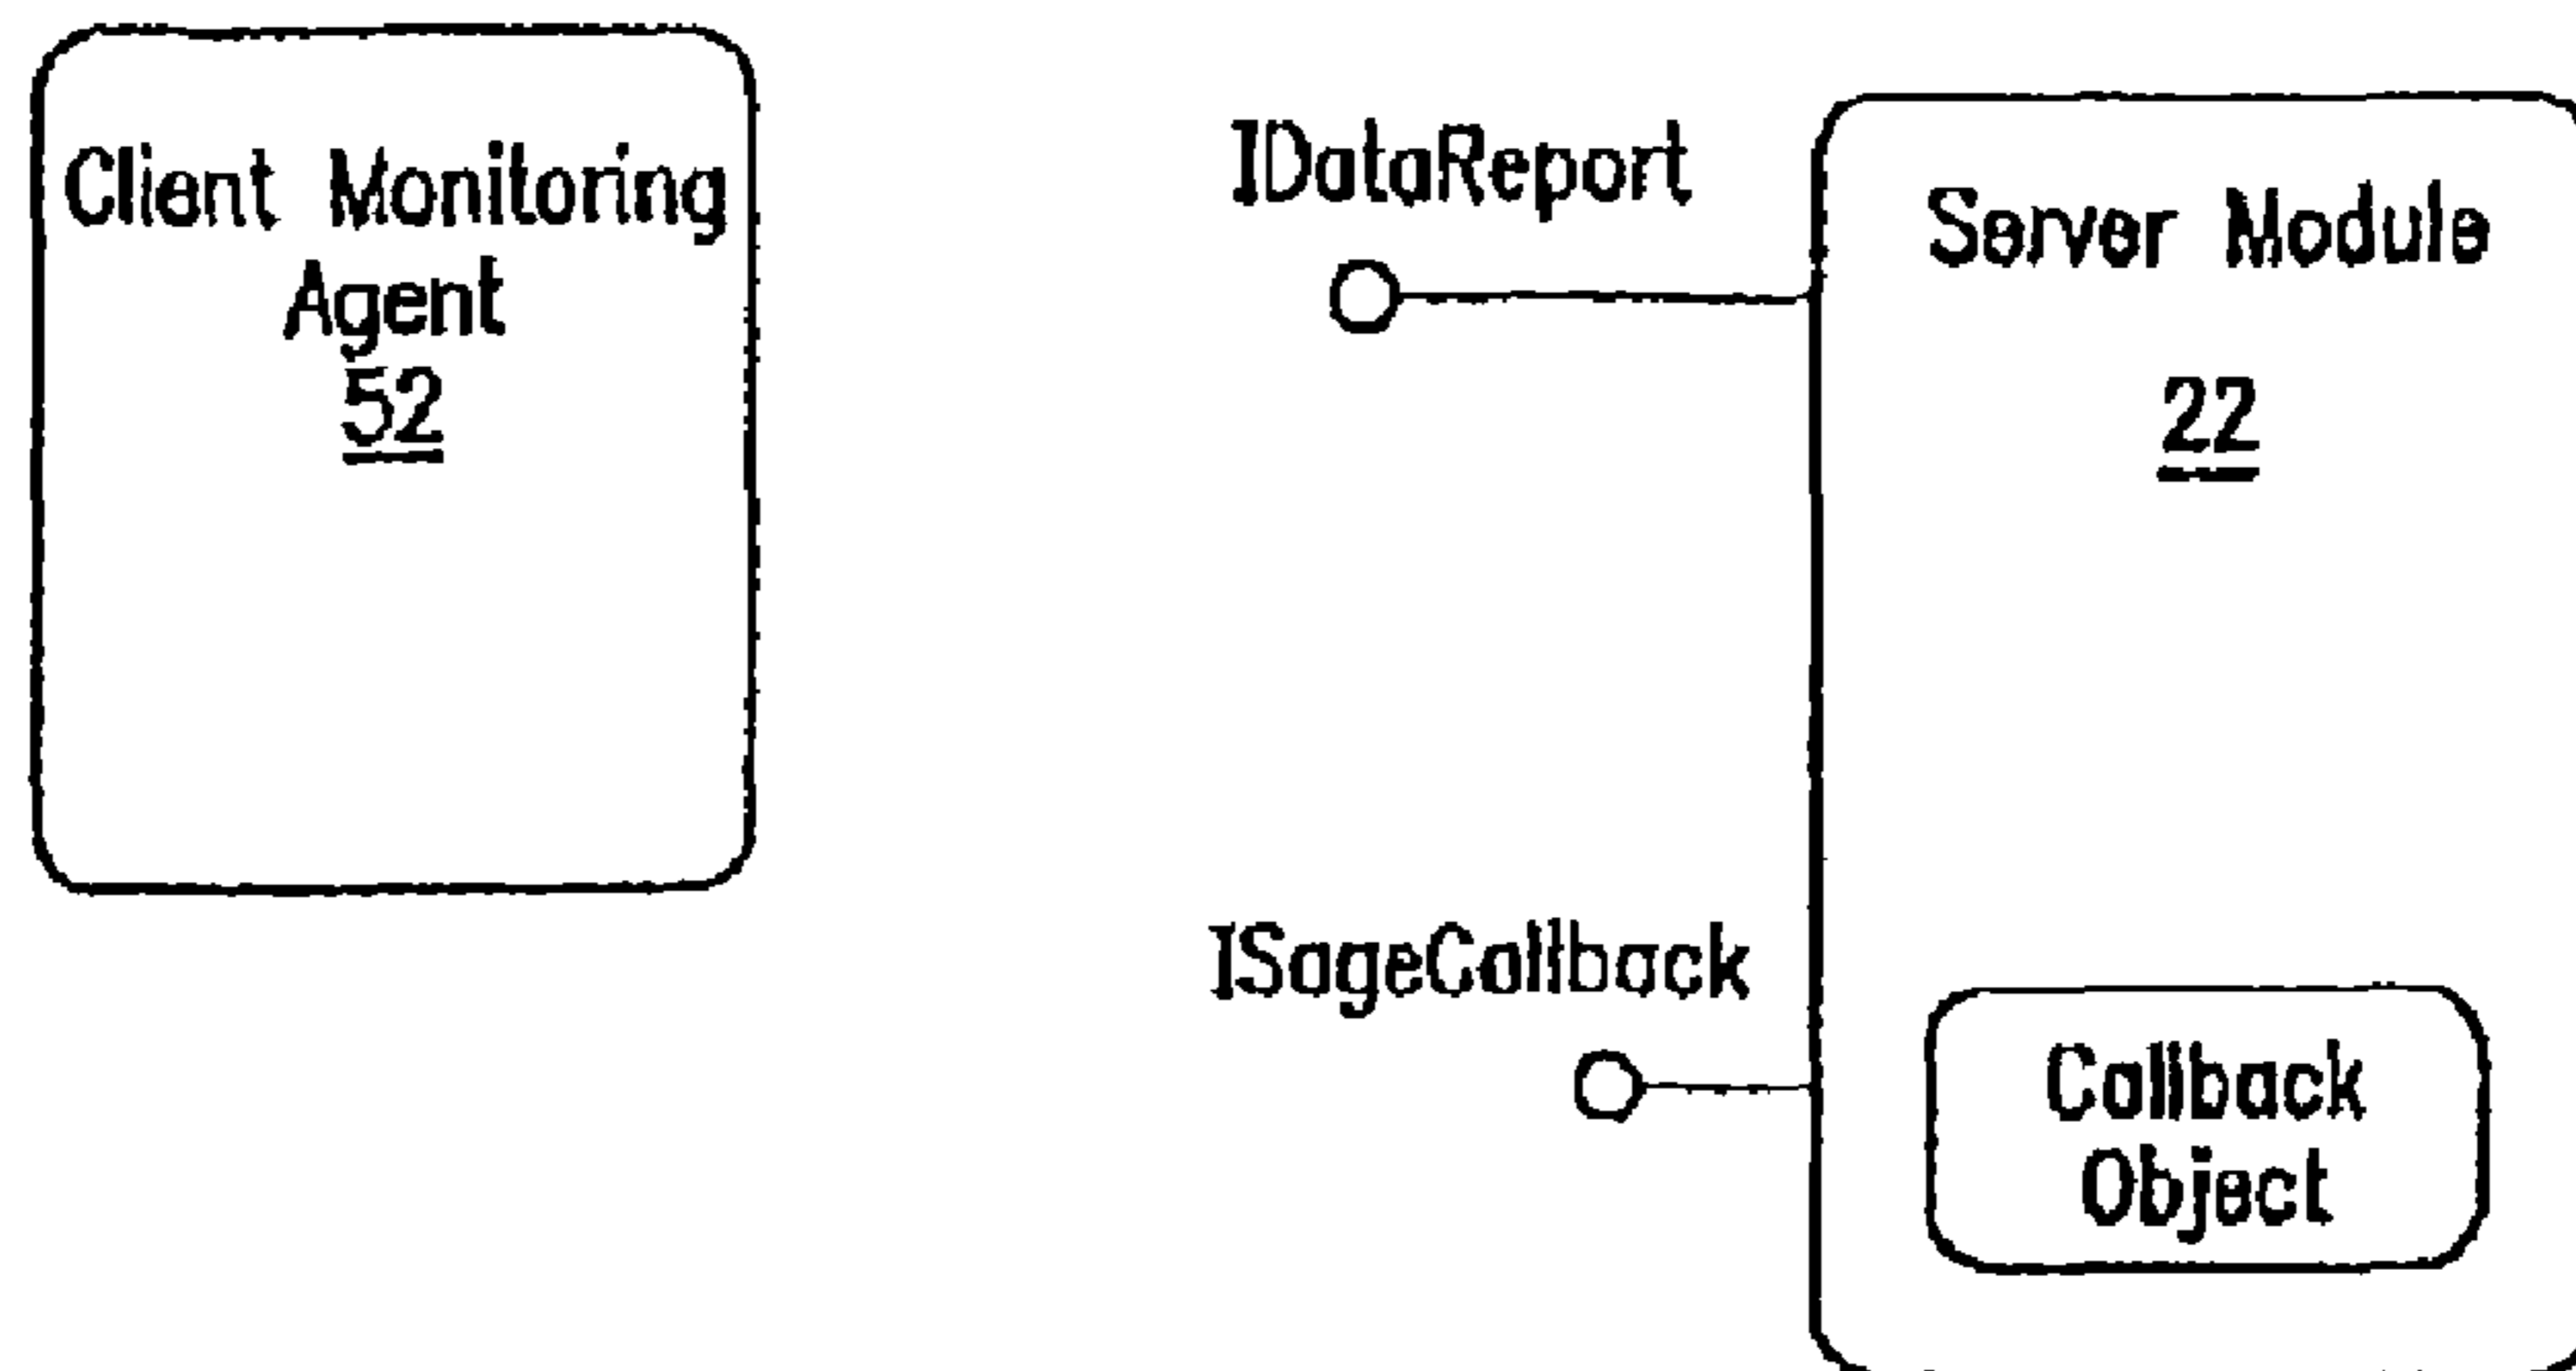 Client Monitoring
Agent
52
IDataReport
Server Module
22
ISageCallback
Callback
Object